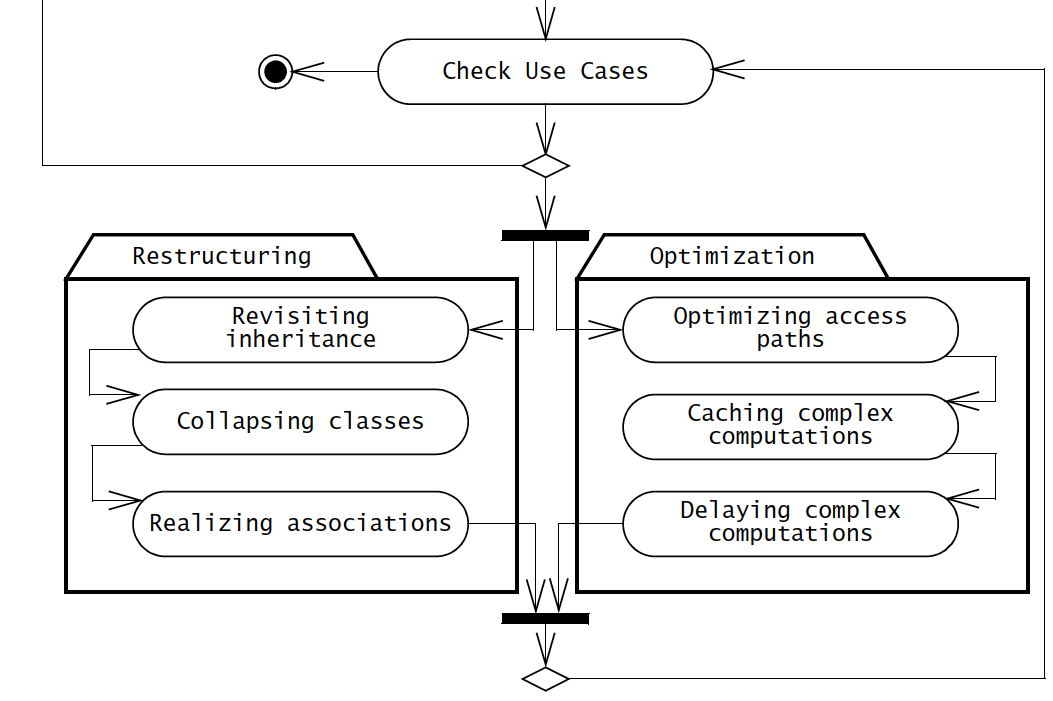 Check Use Cases
Restructuring
Revisiting
inheritance
Collapsing classes
Realizing associations
Optimization
Optimizing access
paths
Caching complex
computations
Delaying complex
computations